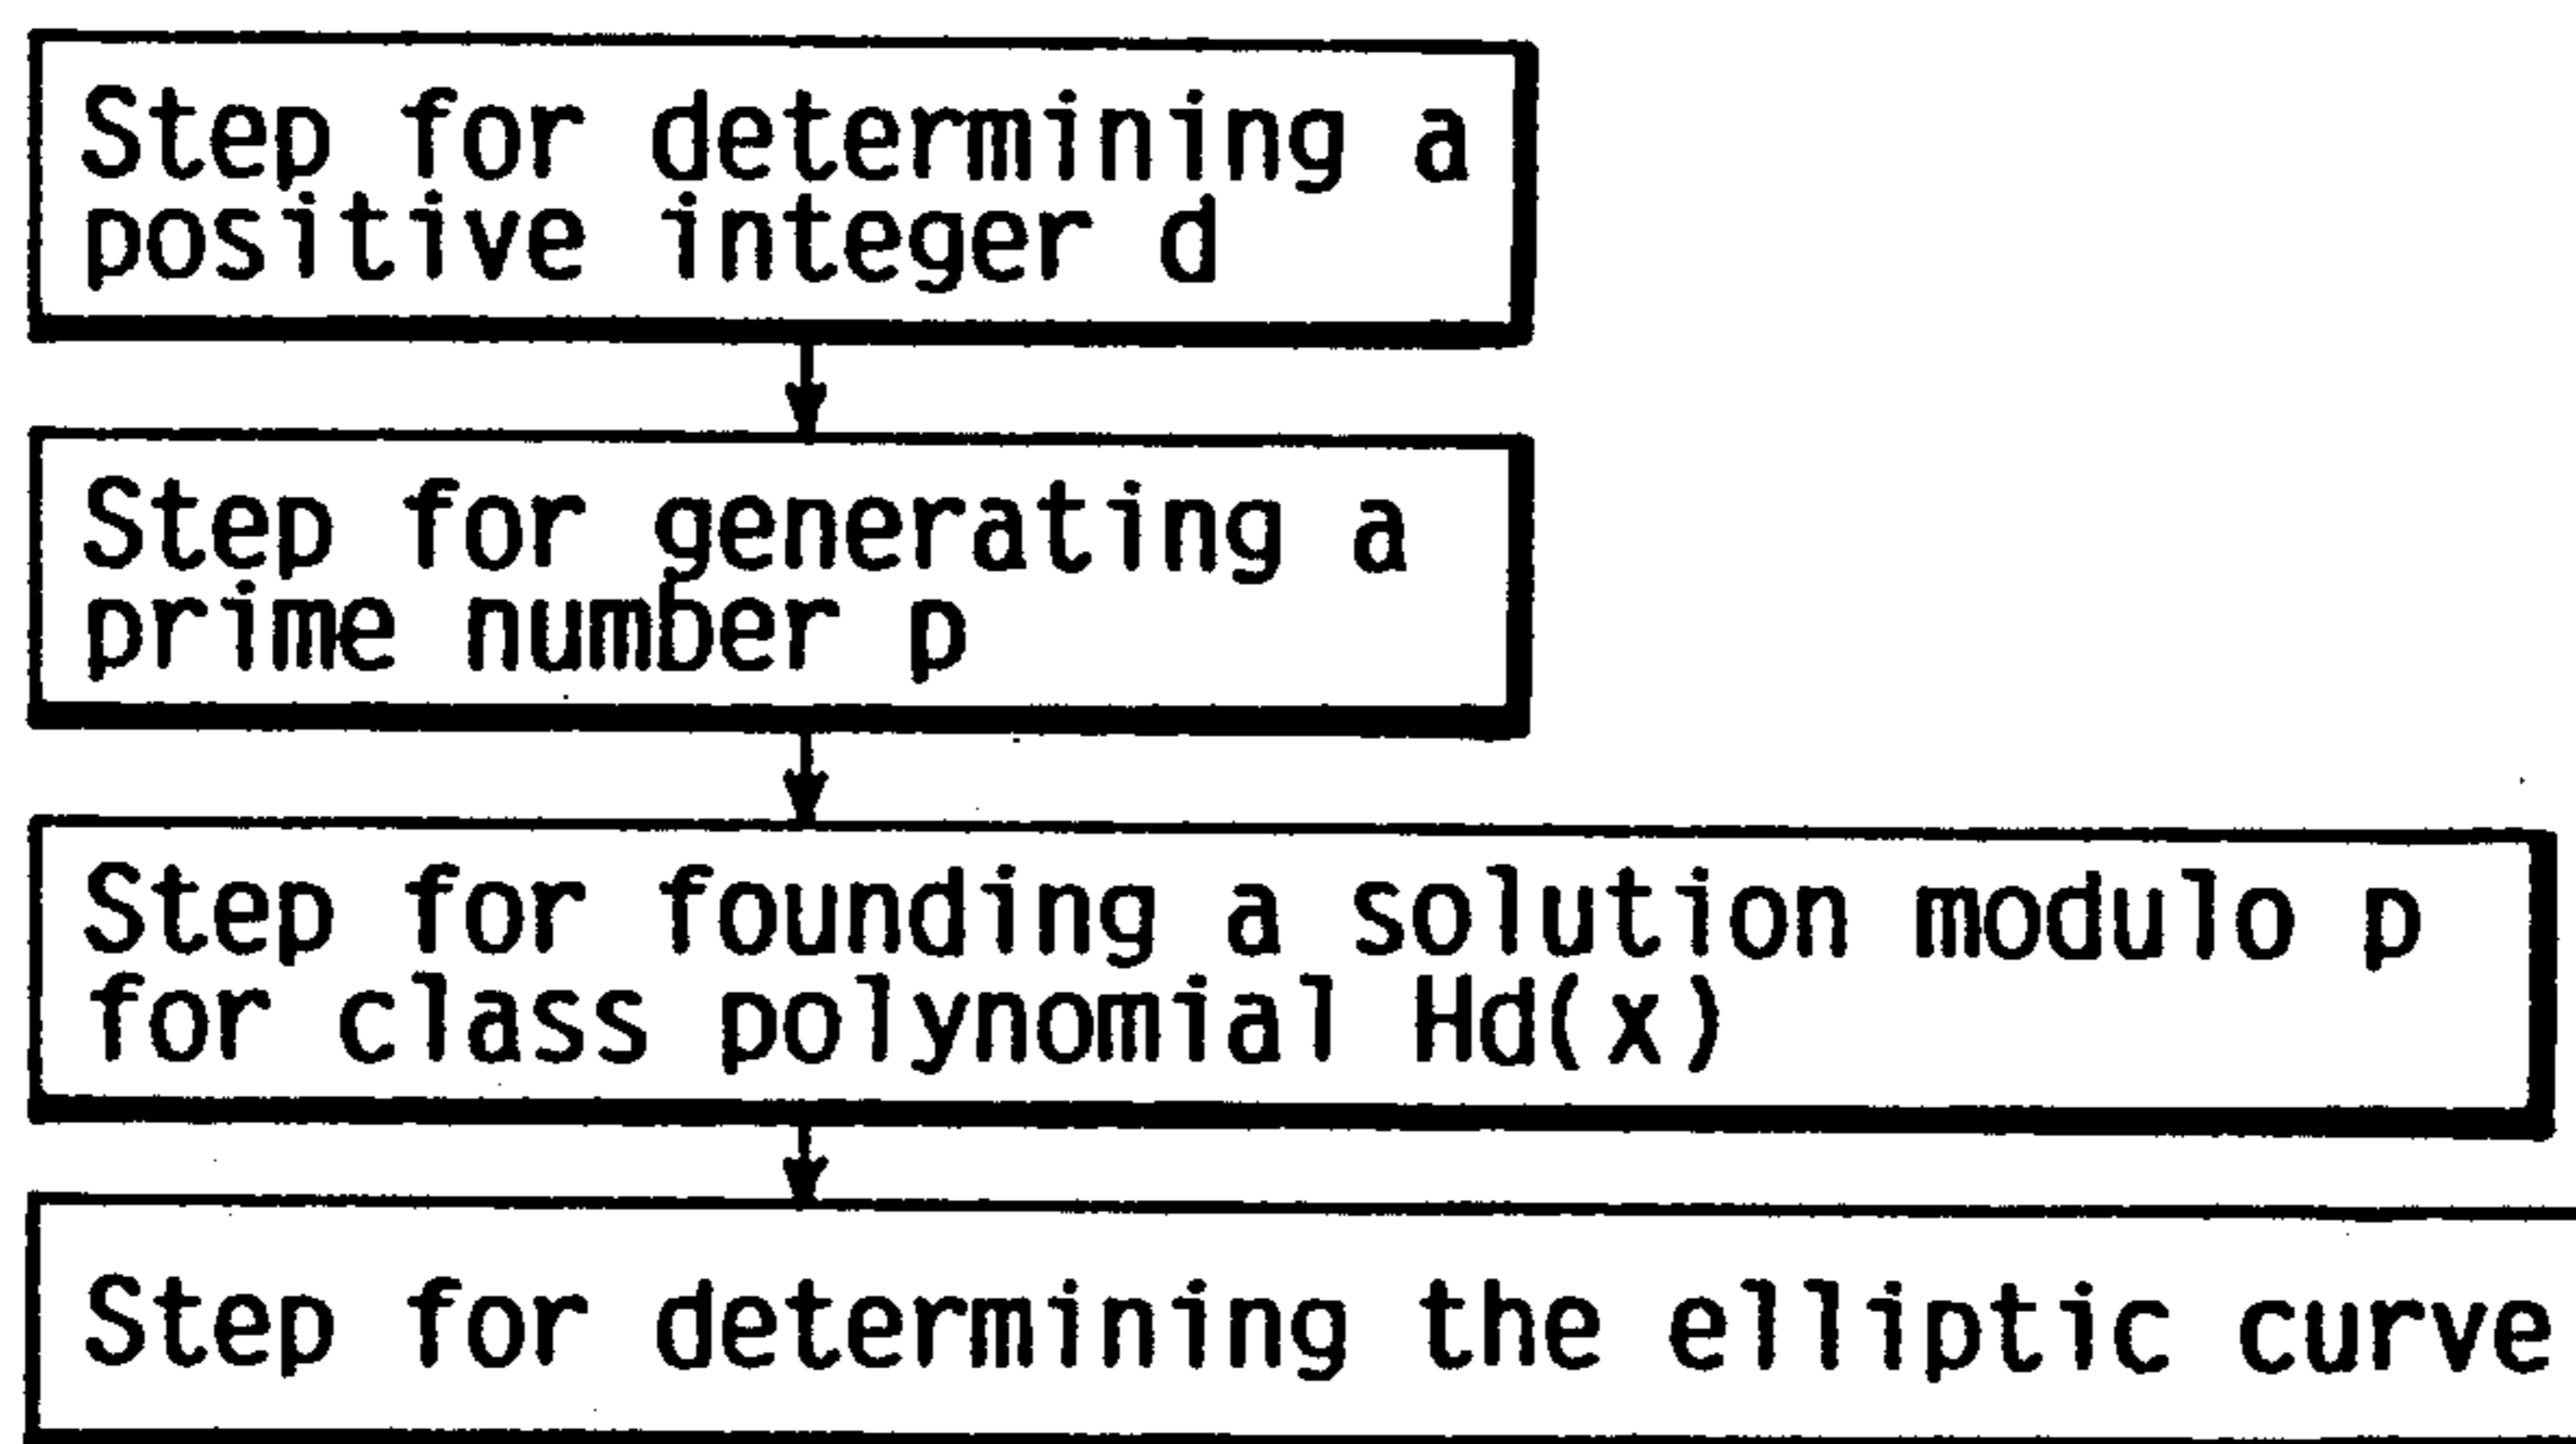 Step for determining a
positive integer d
Step for generating a
prime number p
Step for founding a solution modulo p
for class polynomial Hd(x)
Step for determining the elliptic curve